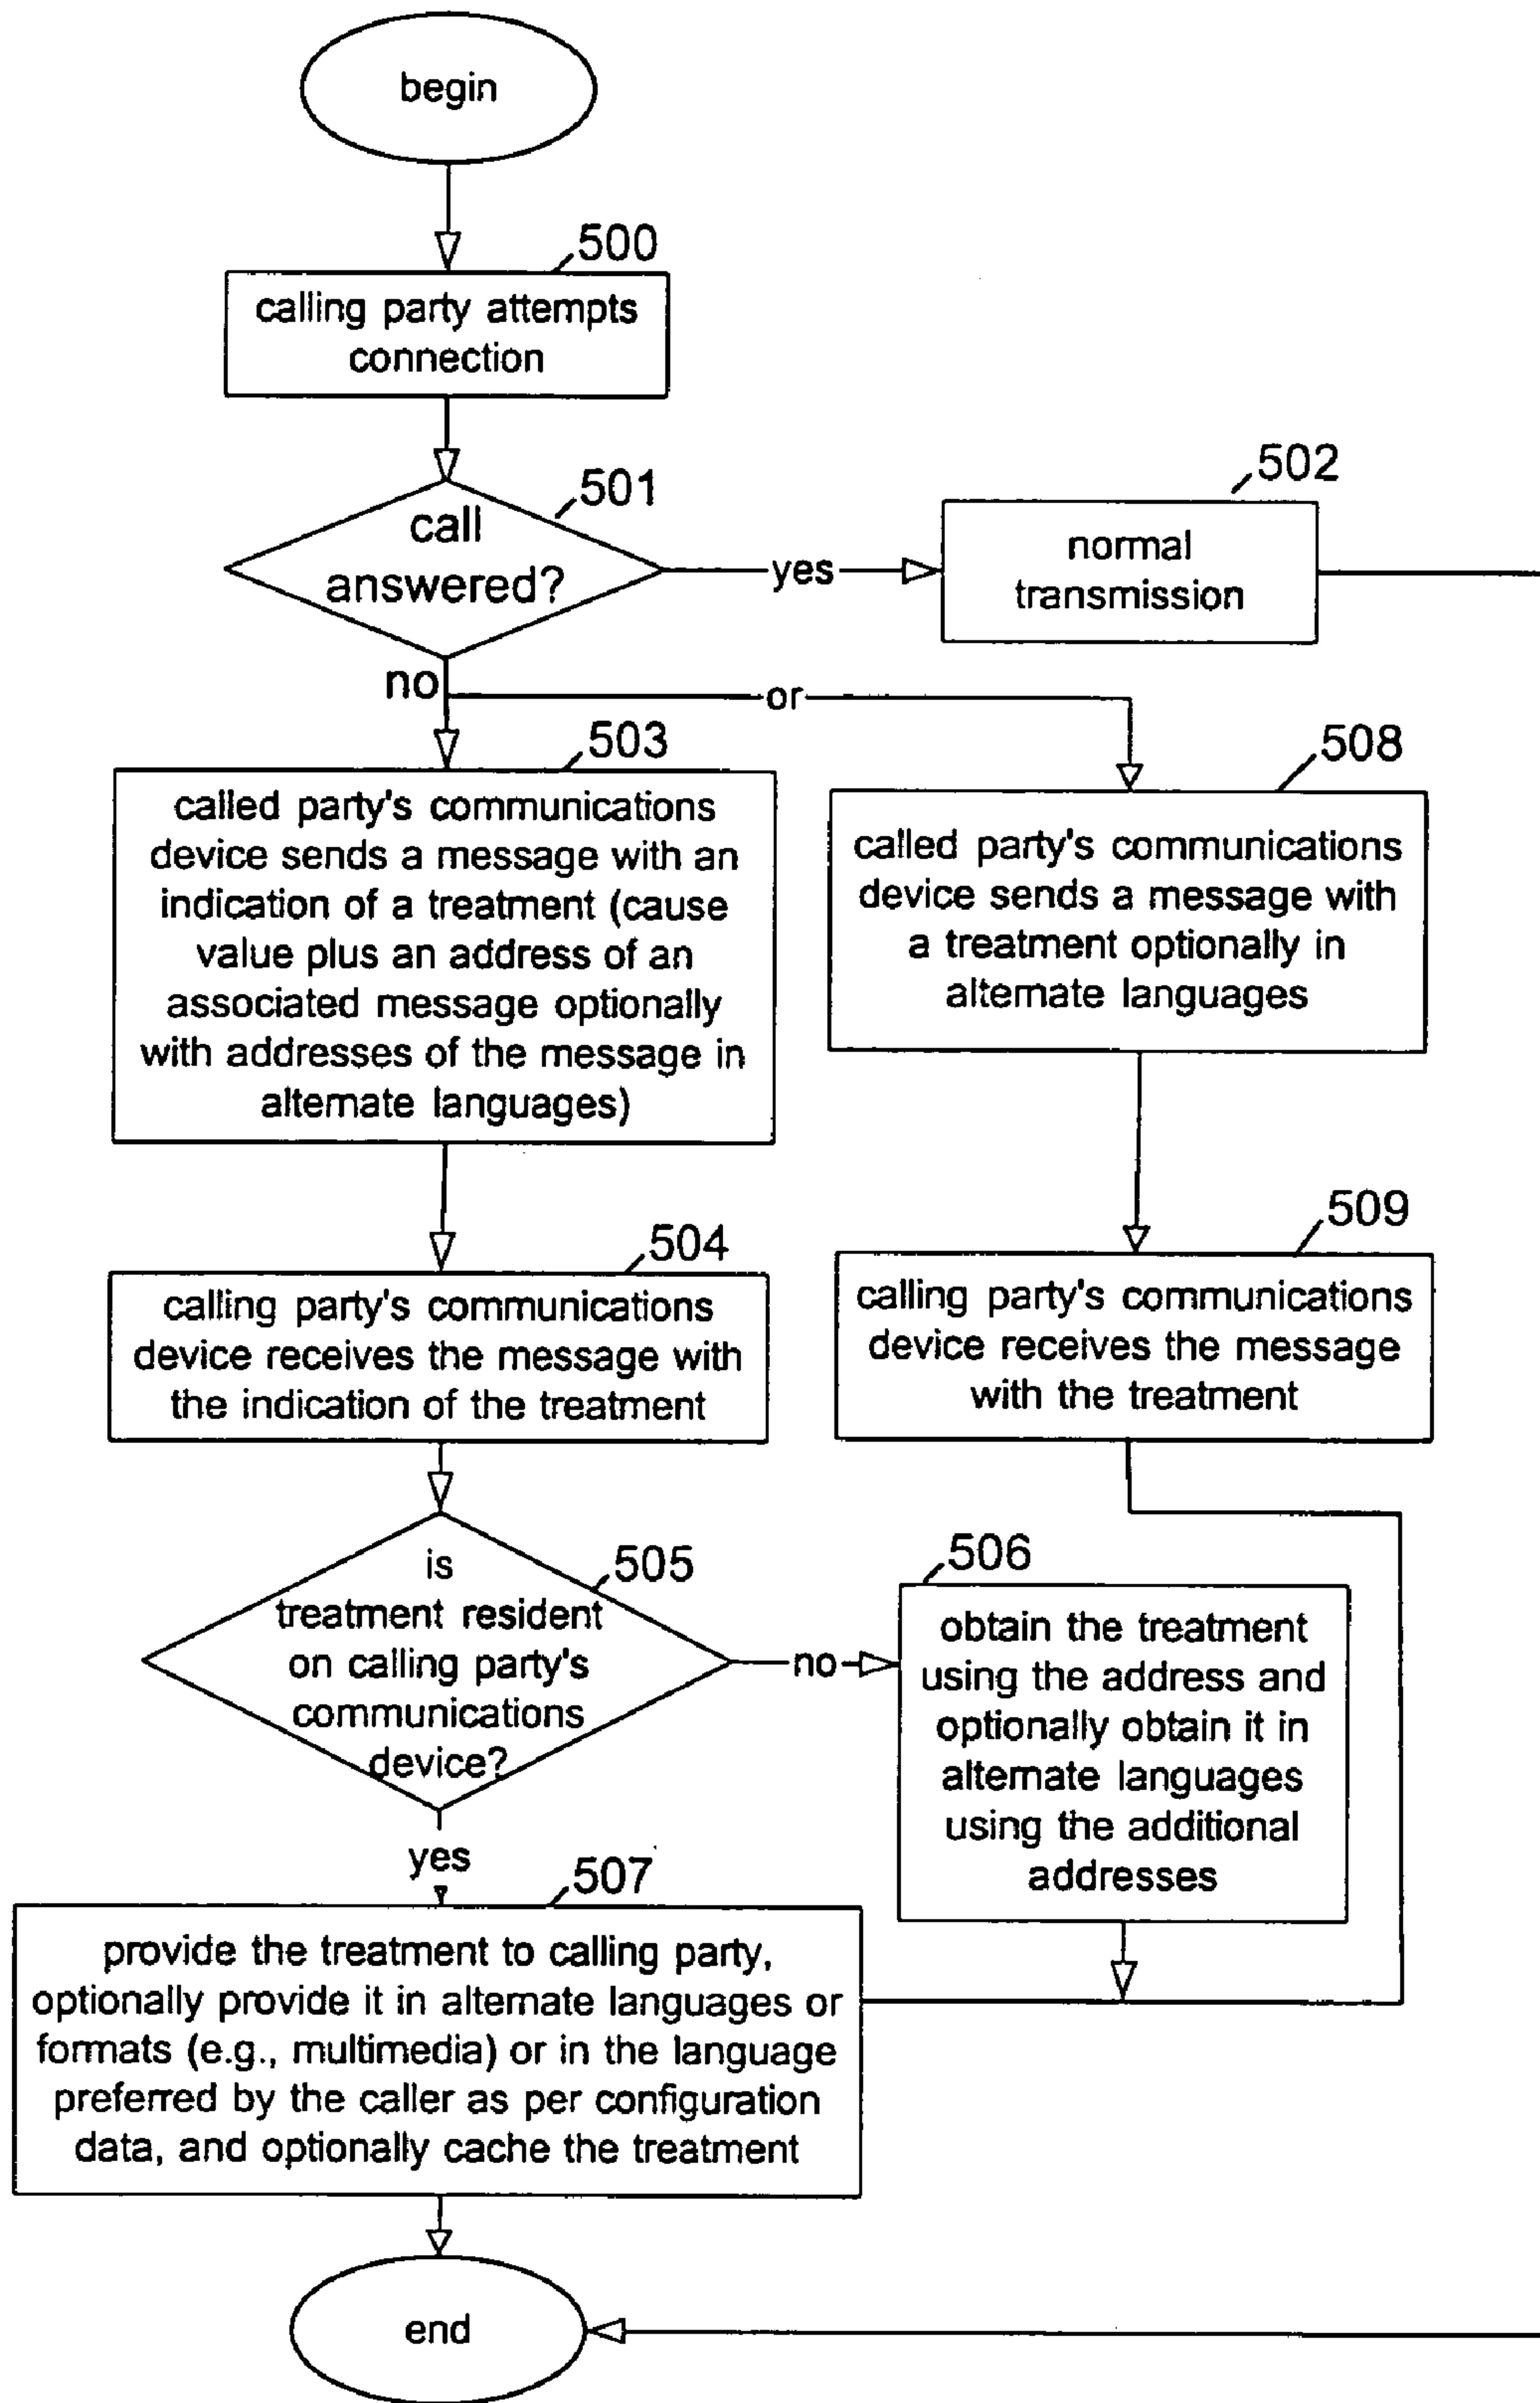 begin
500
calling party attempts
connection
501
call
answered?
yes
502
normal
transmission
no
or
503
called party's communications
device sends a message with an
indication of a treatment (cause
value plus an address of an
associated message optionally
with addresses of the message in
alternate languages)
508
called party's communications
device sends a message with
a treatment optionally in
alternate languages
504
calling party's communications
device receives the message with
the indication of the treatment
509
calling party's communications
device receives the message
with the treatment
505
is
treatment resident
on calling party's
communications
device?
no
506
obtain the treatment
using the address and
optionally obtain it in
alternate languages
using the additional
addresses
yes
507
provide the treatment to calling party,
optionally provide it in alternate languages or
formats (e.g., multimedia) or in the language
preferred by the caller as per configuration
data, and optionally cache the treatment
end